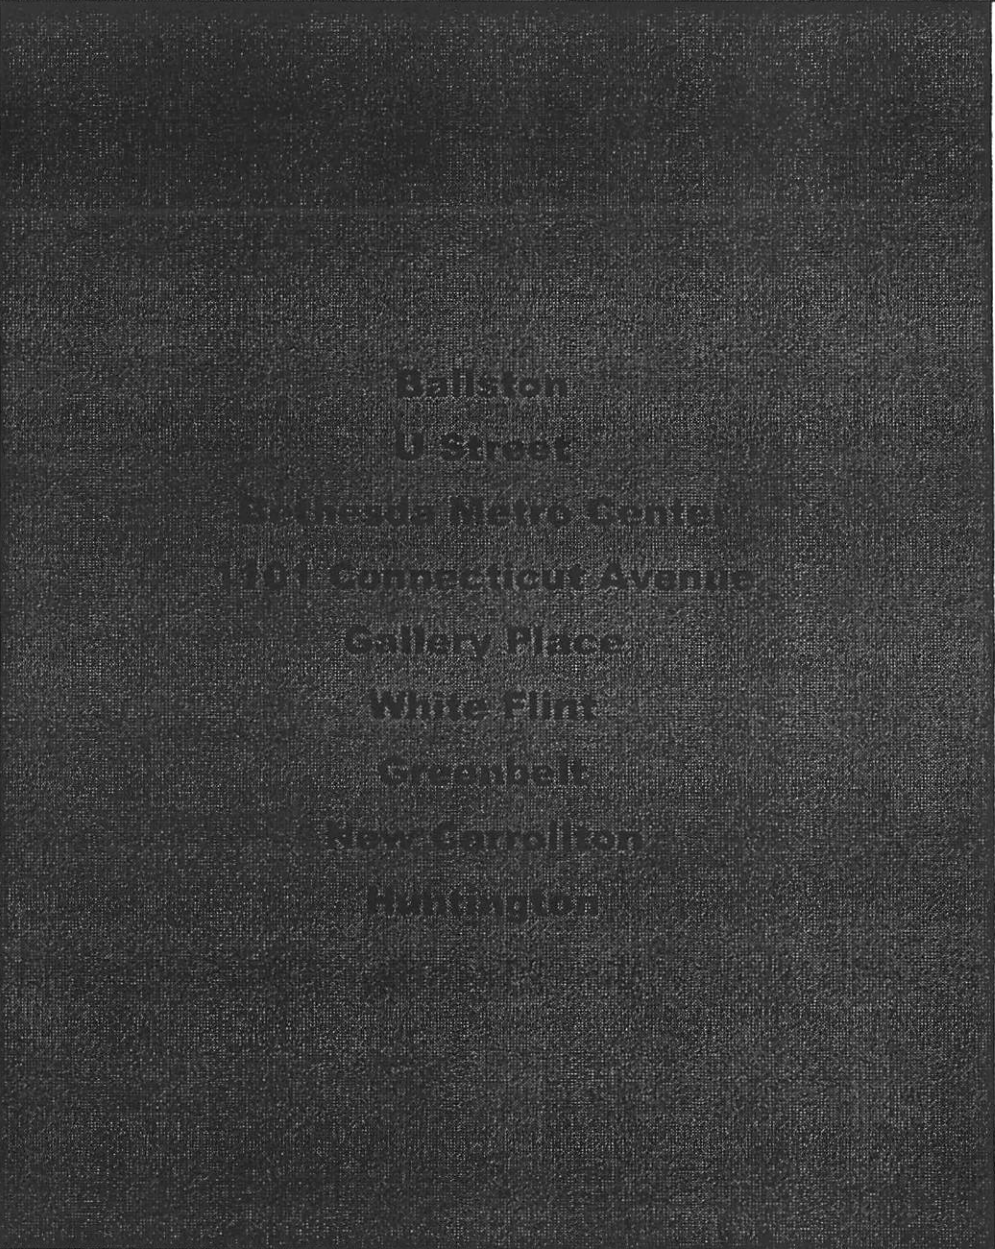 Ballston
U Street
Bethesda Metro Center
1101 Connecticut Avenue
Gallery Place
White Flint
Greenbelt
New Carrollton
Huntington